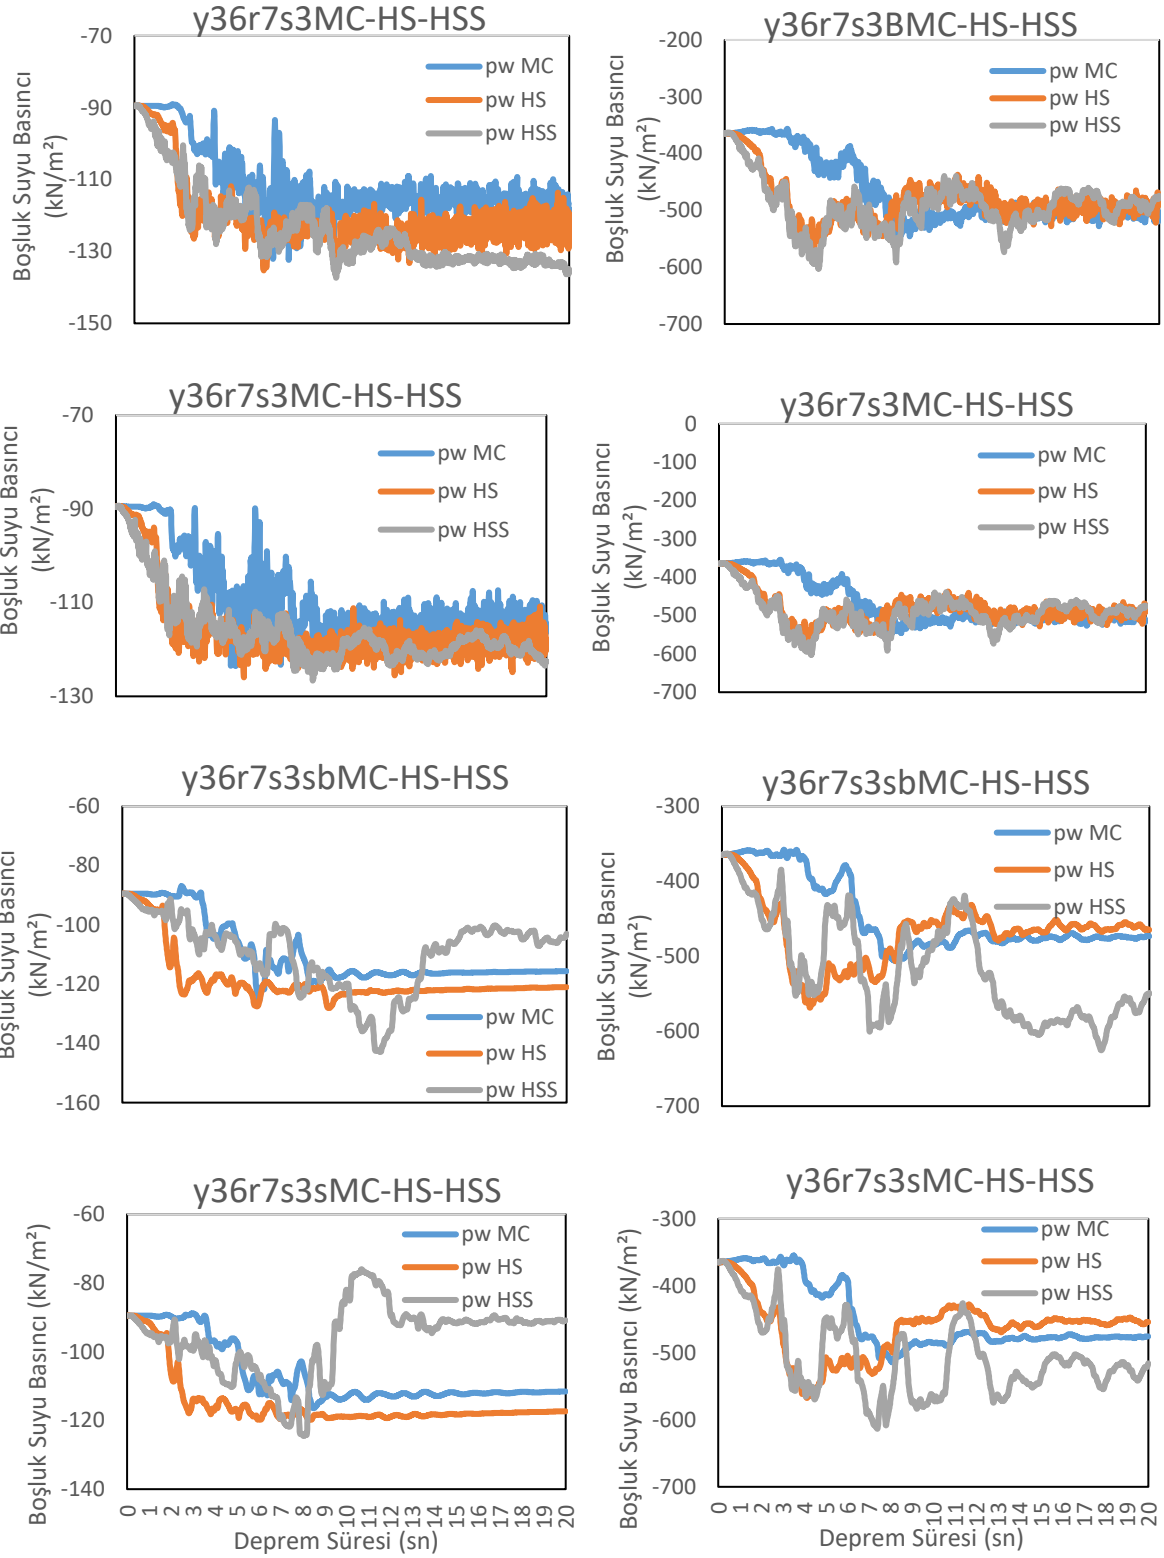 y36r7s3MC-HS-HSS
-70
-90
-110
-130
-150
Boşluk Suyu Basıncı
(kN/m²)
pw MC
pw HS
pw HSS
y36r7s3BMC-HS-HSS
-200
-300
-400
-500
-600
-700
Boşluk Suyu Basıncı
(kN/m²)
pw MC
pw HS
pw HSS
y36r7s3MC-HS-HSS
-70
-90
-110
-130
Boşluk Suyu Basıncı
(kN/m²)
pw MC
pw HS
pw HSS
y36r7s3MC-HS-HSS
0
-100
-200
-300
-400
-500
-600
-700
Boşluk Suyu Basıncı
(kN/m²)
pw MC
pw HS
pw HSS
y36r7s3sbMC-HS-HSS
-60
-80
-100
-120
-140
-160
Boşluk Suyu Basıncı
(kN/m²)
pw MC
pw HS
pw HSS
y36r7s3sbMC-HS-HSS
-300
-400
-500
-600
-700
Boşluk Suyu Basıncı
(kN/m²)
pw MC
pw HS
pw HSS
y36r7s3sMC-HS-HSS
-60
-80
-100
-120
-140
Boşluk Suyu Basıncı (kN/m²)
pw MC
pw HS
pw HSS
0 1 2 3 4 5 6 7 8 9 10 11 12 13 14 15 16 17 18 19 20
Deprem Süresi (sn)
y36r7s3sMC-HS-HSS
-300
-400
-500
-600
-700
Boşluk Suyu Basıncı (kN/m²)
pw MC
pw HS
pw HSS
0 1 2 3 4 5 6 7 8 9 10 11 12 13 14 15 16 17 18 19 20
Deprem Süresi (sn)